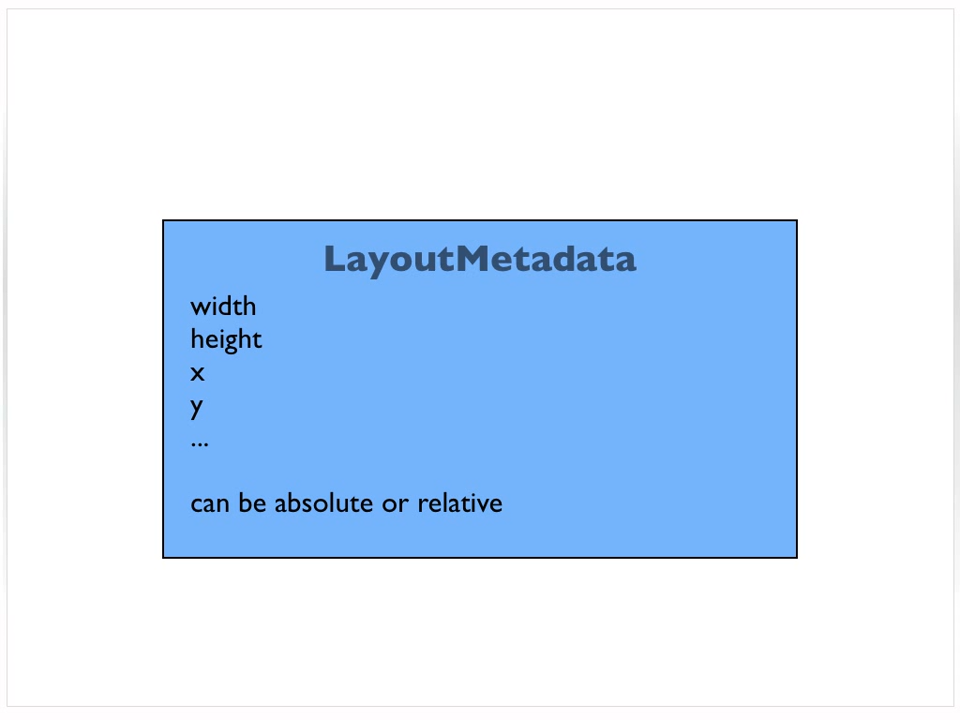 LayoutMetadata
width
height
x
y
...
can be absolute or relative